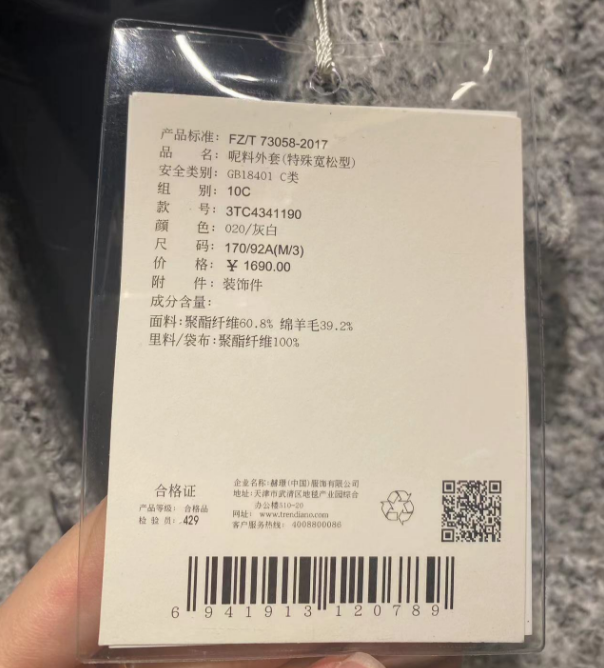 产品标准: FZ/T 73058-2017
品 名: 呢料外套(特殊宽松型)
安全类别: GB18401 C类
组 别: 10C
款 号: 3TC4341190
颜 色: 020/灰白
尺 码: 170/92A(M/3)
价 格: ¥ 1690.00
附 件: 装饰件
成分含量:
面料:聚酯纤维60.8% 绵羊毛39.2%
里料/袋布:聚酯纤维100%
合格证
产品等级: 合格品
检 验 员: .429
企业名称:赫基(中国)服饰有限公司
地址:天津市武清区地毯产业园综合
办公楼510-20
网址: www.trendiano.com
客户服务热线: 4008800086
6 941913 120789